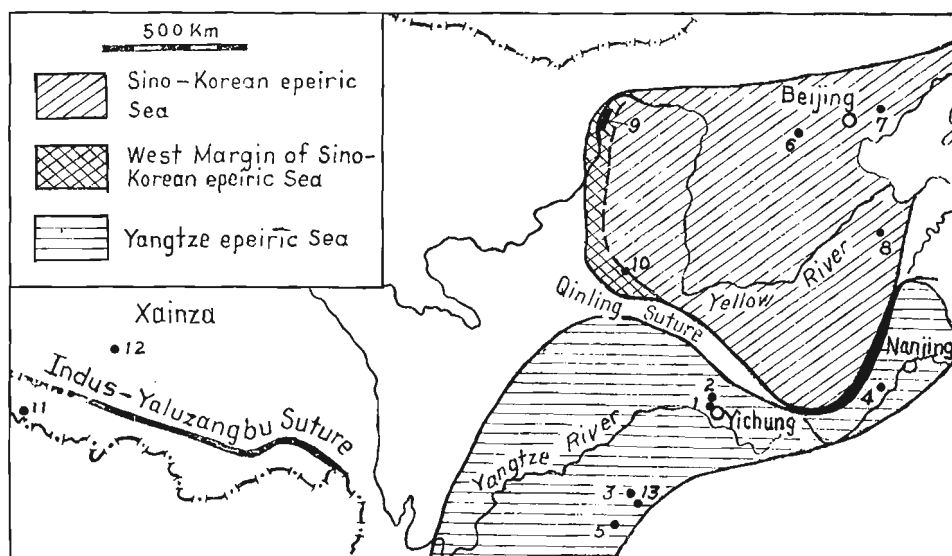 500 Km
Sino-Korean epeiric
Sea
West Margin of Sino-
Korean epeiric Sea
Yangtze epeiric Sea
Beijing
7
6
9
8
10
Yellow River
Qinling Suture
Xainza
12
Indus-Yaluzangbu Suture
11
Nanjing
4
2
1
Yichung
Yangtze River
3
13
5